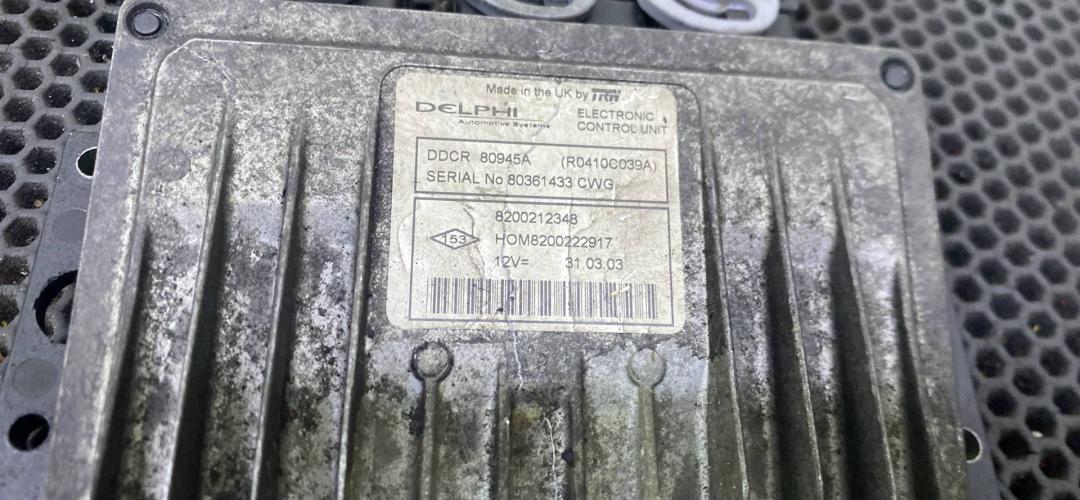 Made in the UK by TRW
DELPHI
Automotive Systems
ELECTRONIC
CONTROL UNIT
DDCR 80945A (R0410C039A)
SERIAL No 80361433 CWG
8200212348
153
HOM8200222917
12V= 31.03.03